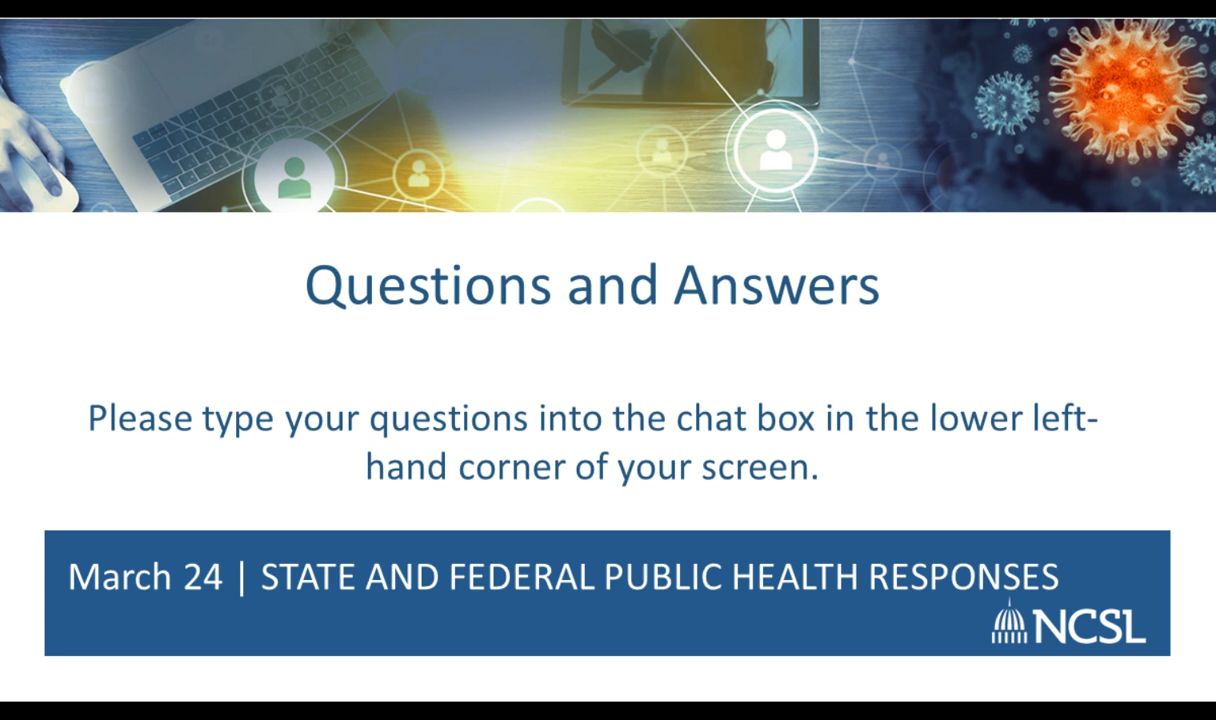 Questions and Answers
Please type your questions into the chat box in the lower left-
hand corner of your screen.
March 24 | STATE AND FEDERAL PUBLIC HEALTH RESPONSES
NCSL